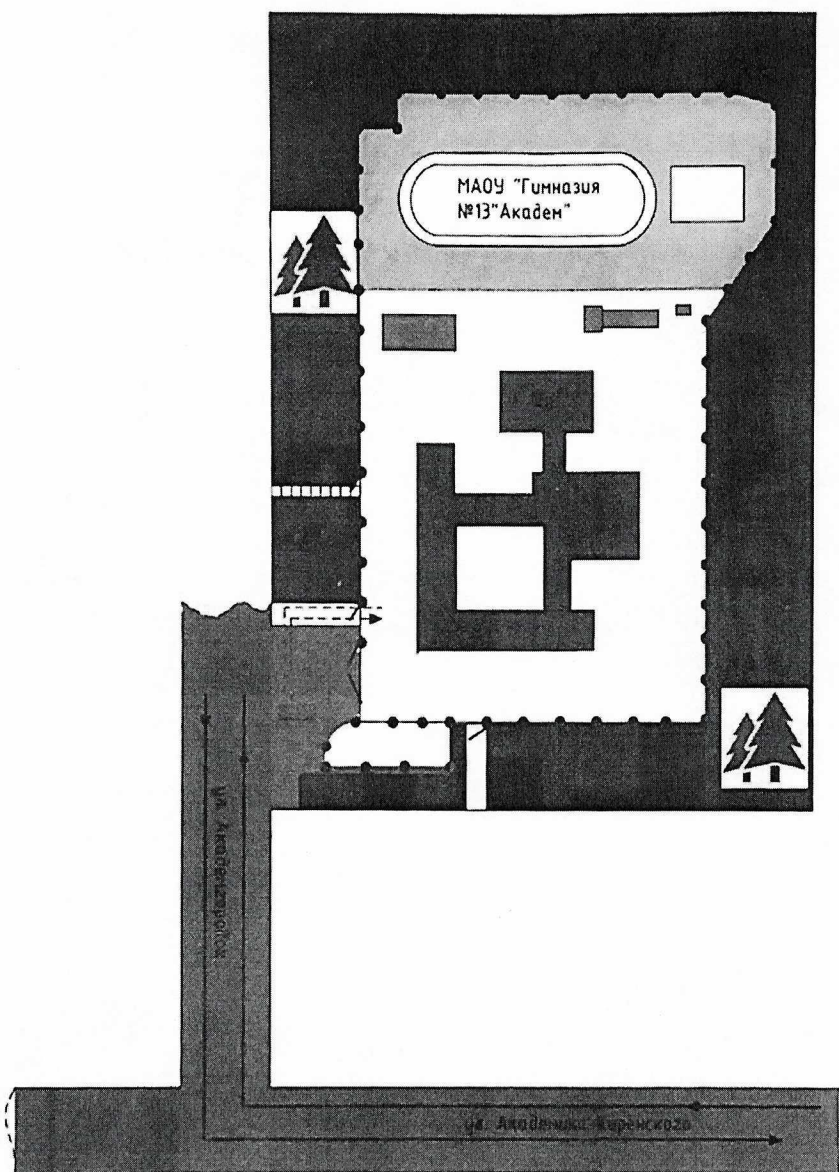 МАОУ "Гимназия
№13"Академ"
ул. Академгородок
ул. Академика Киренского